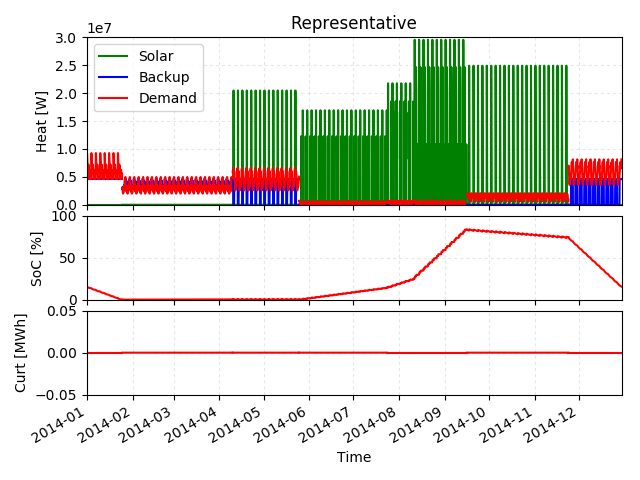 Representative
1e7
3.0
2.5
2.0
1.5
1.0
0.5
0.0
Heat [W]
Solar
Backup
Demand
100
50
0
SoC [%]
0.05
0.00
−0.05
Curt [MWh]
2014-01
2014-02
2014-03
2014-04
2014-05
2014-06
2014-07
2014-08
2014-09
2014-10
2014-11
2014-12
Time